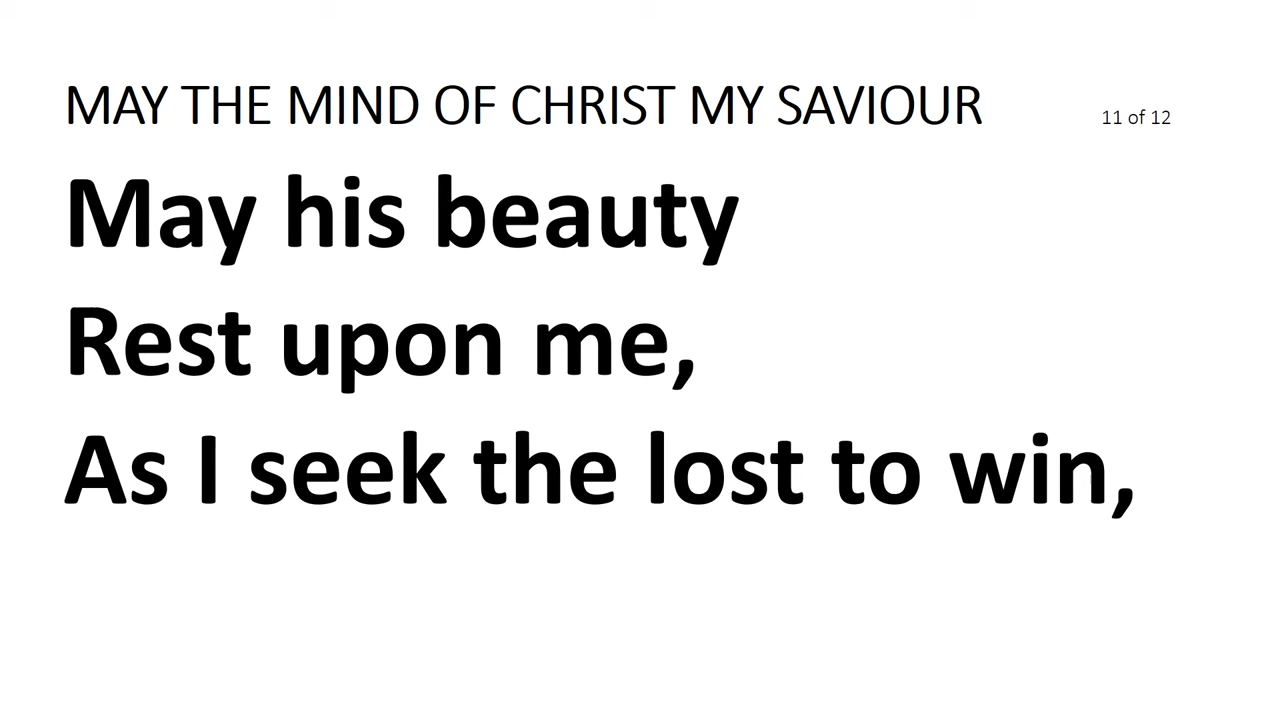 MAY THE MIND OF CHRIST MY SAVIOUR 11 of 12
May his beauty
Rest upon me,
As I seek the lost to win,